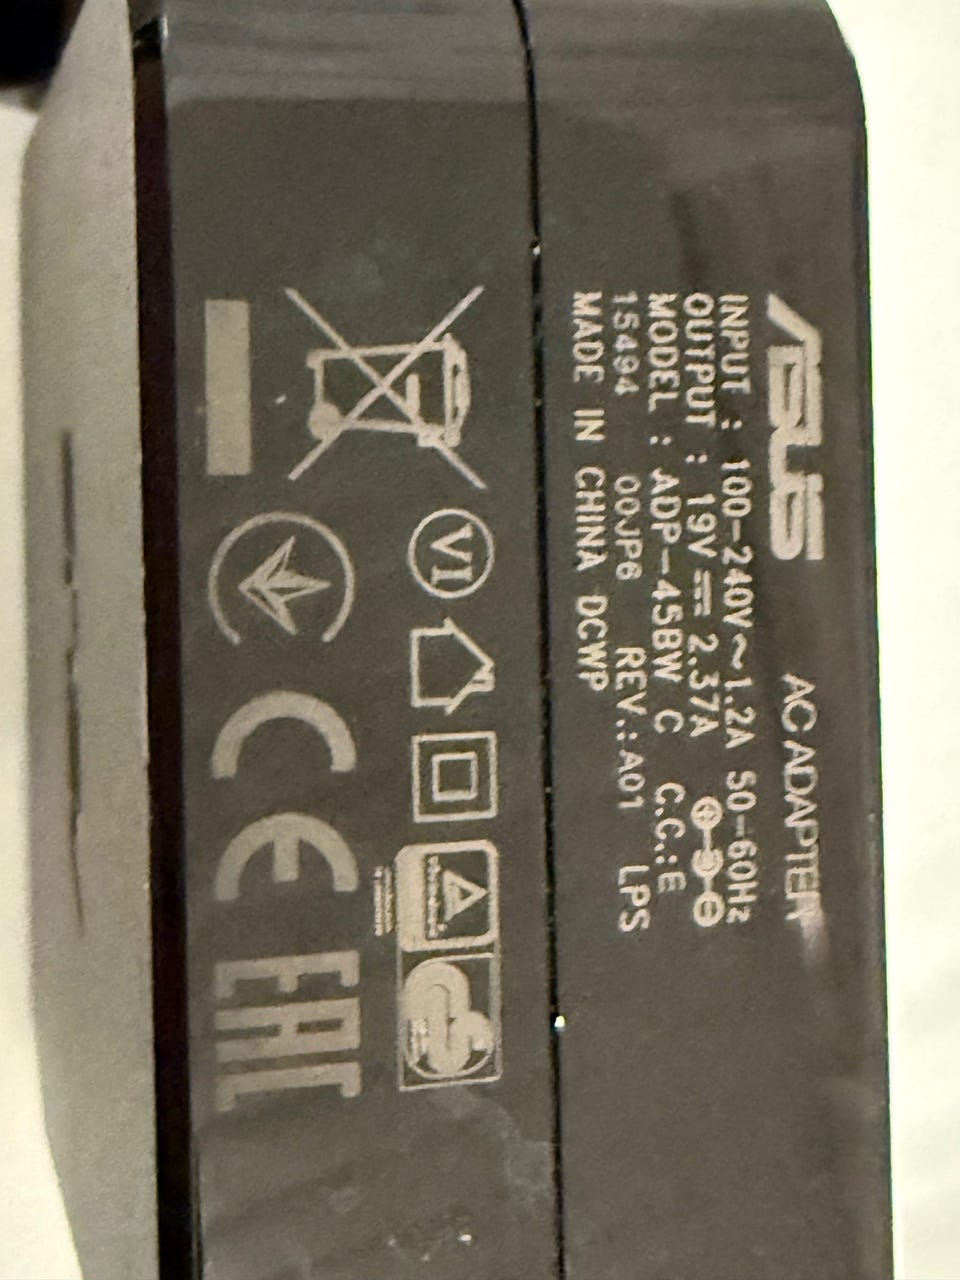 ASUS AC ADAPTER
INPUT : 100-240V~1.2A 50-60Hz
OUTPUT : 19V⎓2.37A
MODEL : ADP-45BW C C.C.:E
15494 00JP6 REV.:A01 LPS
MADE IN CHINA DCWP
VI
CE
EAC